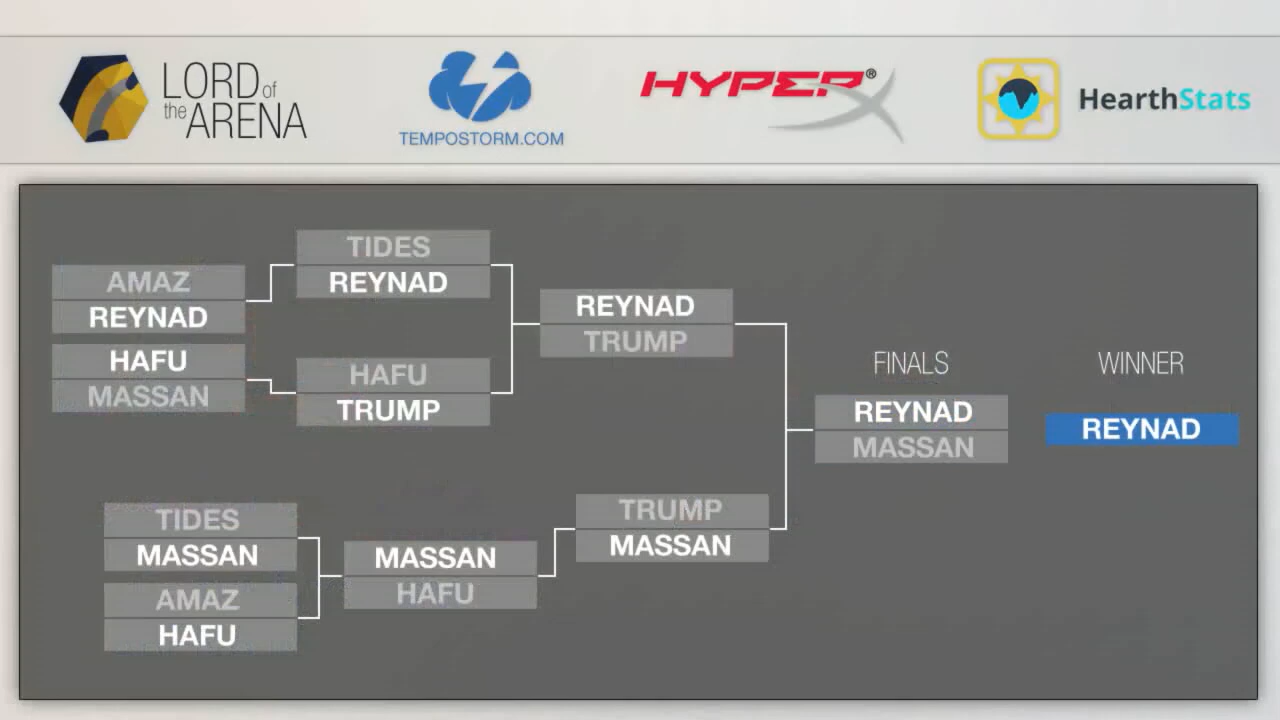 LORD of
the ARENA
TEMPOSTORM.COM
HYPERX®
HearthStats
AMAZ
REYNAD
HAFU
MASSAN
TIDES
REYNAD
HAFU
TRUMP
REYNAD
TRUMP
TIDES
MASSAN
AMAZ
HAFU
MASSAN
HAFU
TRUMP
MASSAN
FINALS
REYNAD
MASSAN
WINNER
REYNAD